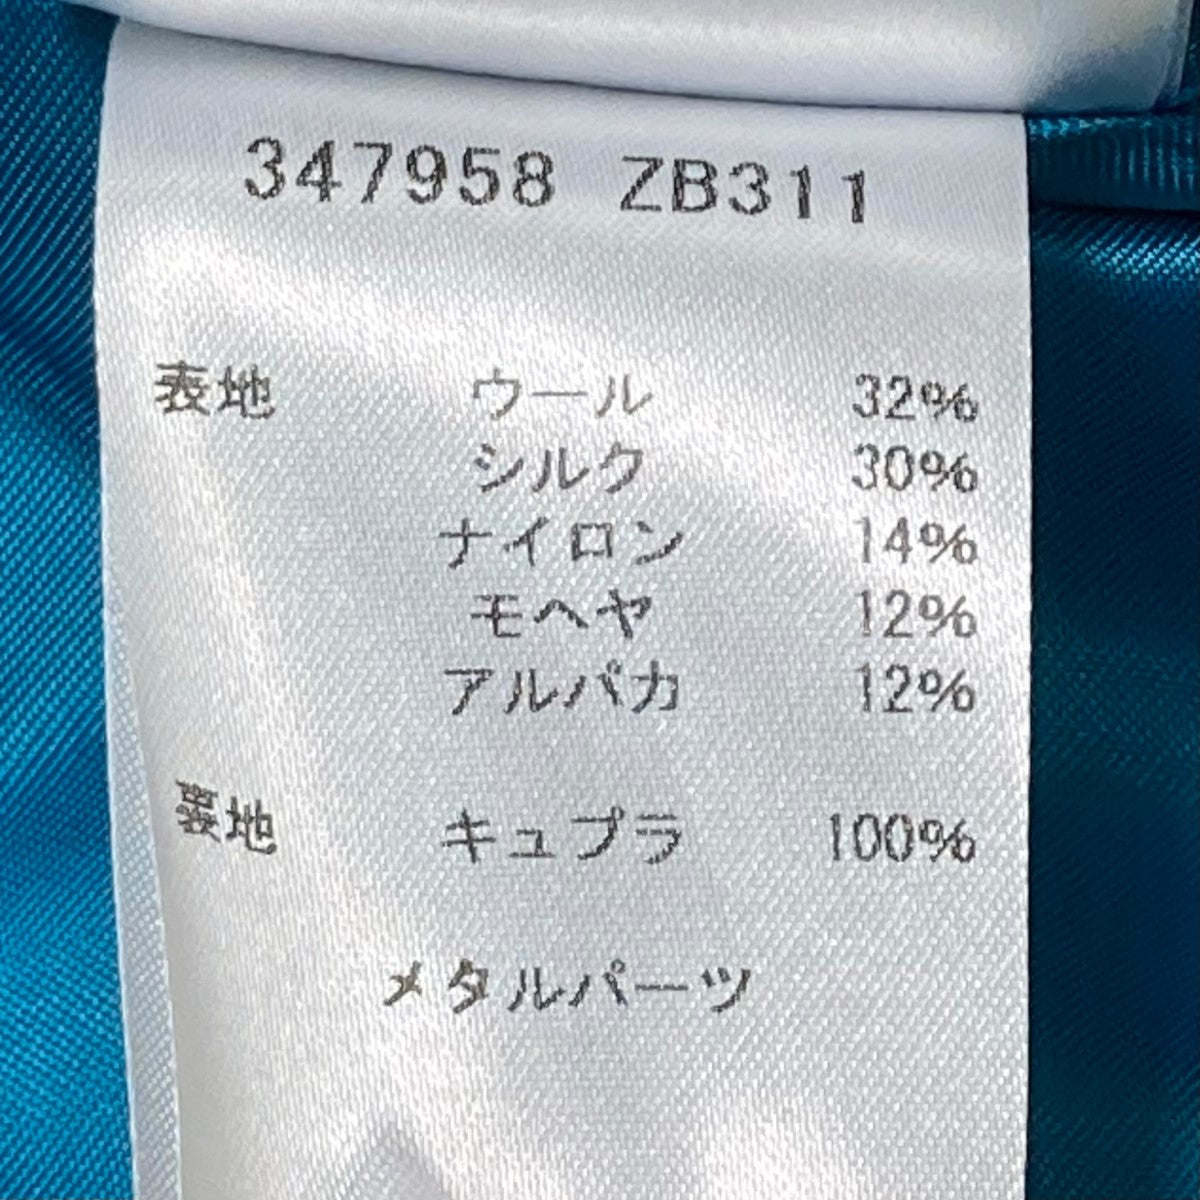 347958 ZB311
表地 ウール 32%
シルク 30%
ナイロン 14%
モヘヤ 12%
アルパカ 12%
裏地 キュプラ 100%
メタルパーツ